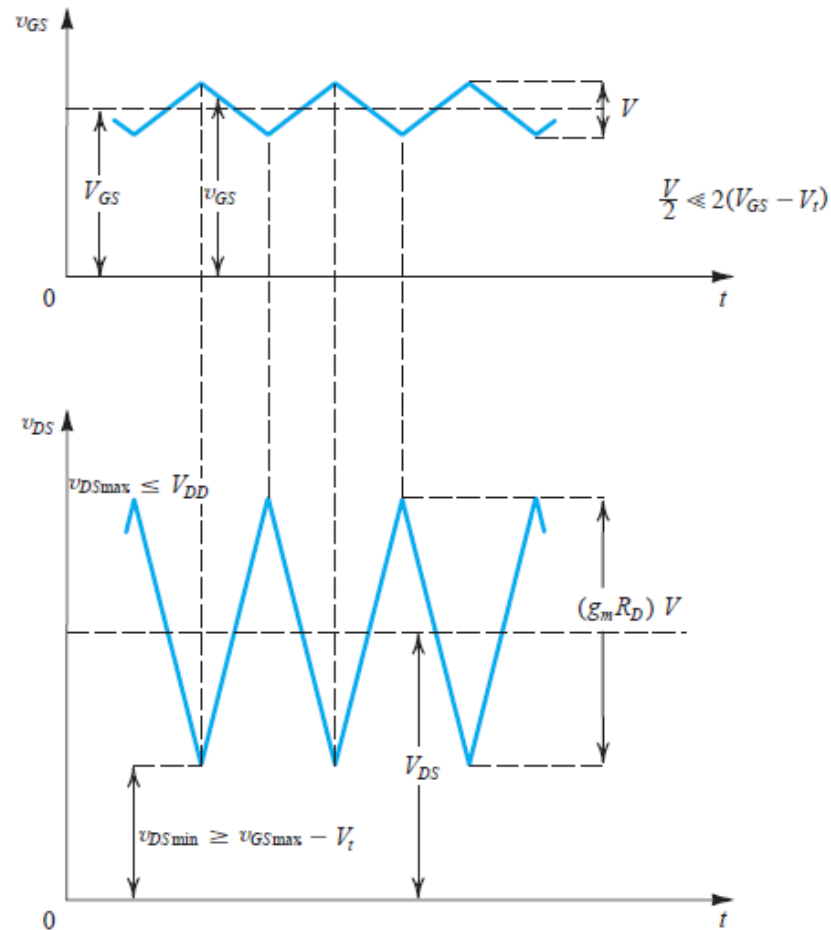 v_GS
V
V_GS
v_GS
V/2 ≪ 2(V_GS − V_t)
0
t
v_DS
v_DSmax ≤ V_DD
(g_m R_D) V
V_DS
v_DSmin ≥ v_GSmax − V_t
0
t